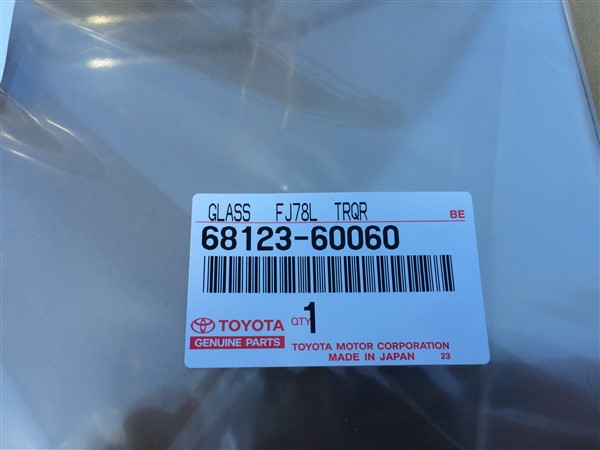 GLASS FJ78L TRQR
BE
68123-60060
QTY 1
TOYOTA
GENUINE PARTS
TOYOTA MOTOR CORPORATION
MADE IN JAPAN 23